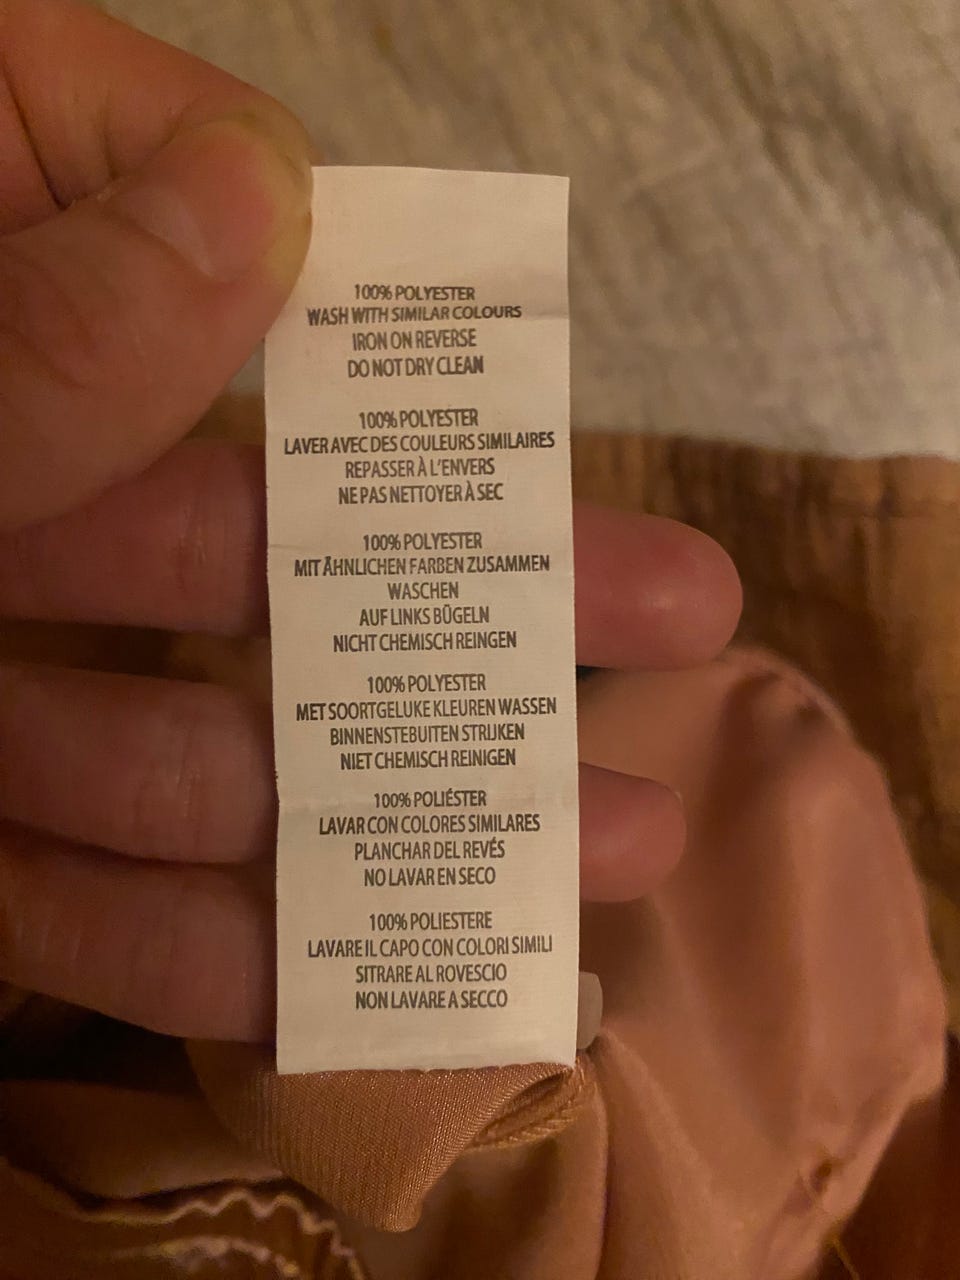 100% POLYESTER
WASH WITH SIMILAR COLOURS
IRON ON REVERSE
DO NOT DRY CLEAN
100% POLYESTER
LAVER AVEC DES COULEURS SIMILAIRES
REPASSER À L'ENVERS
NE PAS NETTOYER À SEC
100% POLYESTER
MIT ÄHNLICHEN FARBEN ZUSAMMEN
WASCHEN
AUF LINKS BÜGELN
NICHT CHEMISCH REINGEN
100% POLYESTER
MET SOORTGELUKE KLEUREN WASSEN
BINNENSTEBUITEN STRIJKEN
NIET CHEMISCH REINIGEN
100% POLIÉSTER
LAVAR CON COLORES SIMILARES
PLANCHAR DEL REVÉS
NO LAVAR EN SECO
100% POLIESTERE
LAVARE IL CAPO CON COLORI SIMILI
SITRARE AL ROVESCIO
NON LAVARE A SECCO